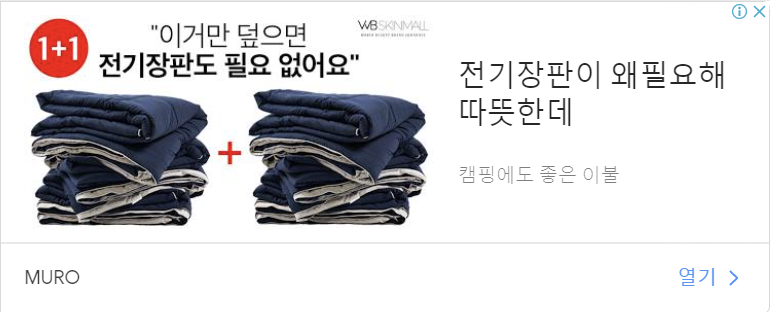 1+1
"이거만 덮으면
전기장판도 필요 없어요"
WBSKINMALL
+
전기장판이 왜필요해
따뜻한데
캠핑에도 좋은 이불
MURO
열기